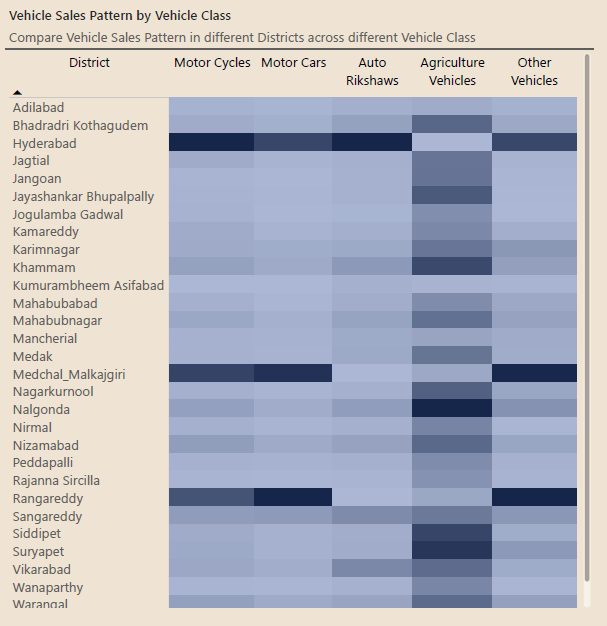 Vehicle Sales Pattern by Vehicle Class
Compare Vehicle Sales Pattern in different Districts across different Vehicle Class
District Motor Cycles Motor Cars Auto Rikshaws Agriculture Vehicles Other Vehicles
Adilabad
Bhadradri Kothagudem
Hyderabad
Jagtial
Jangoan
Jayashankar Bhupalpally
Jogulamba Gadwal
Kamareddy
Karimnagar
Khammam
Kumurambheem Asifabad
Mahabubabad
Mahabubnagar
Mancherial
Medak
Medchal_Malkajgiri
Nagarkurnool
Nalgonda
Nirmal
Nizamabad
Peddapalli
Rajanna Sircilla
Rangareddy
Sangareddy
Siddipet
Suryapet
Vikarabad
Wanaparthy
Warangal